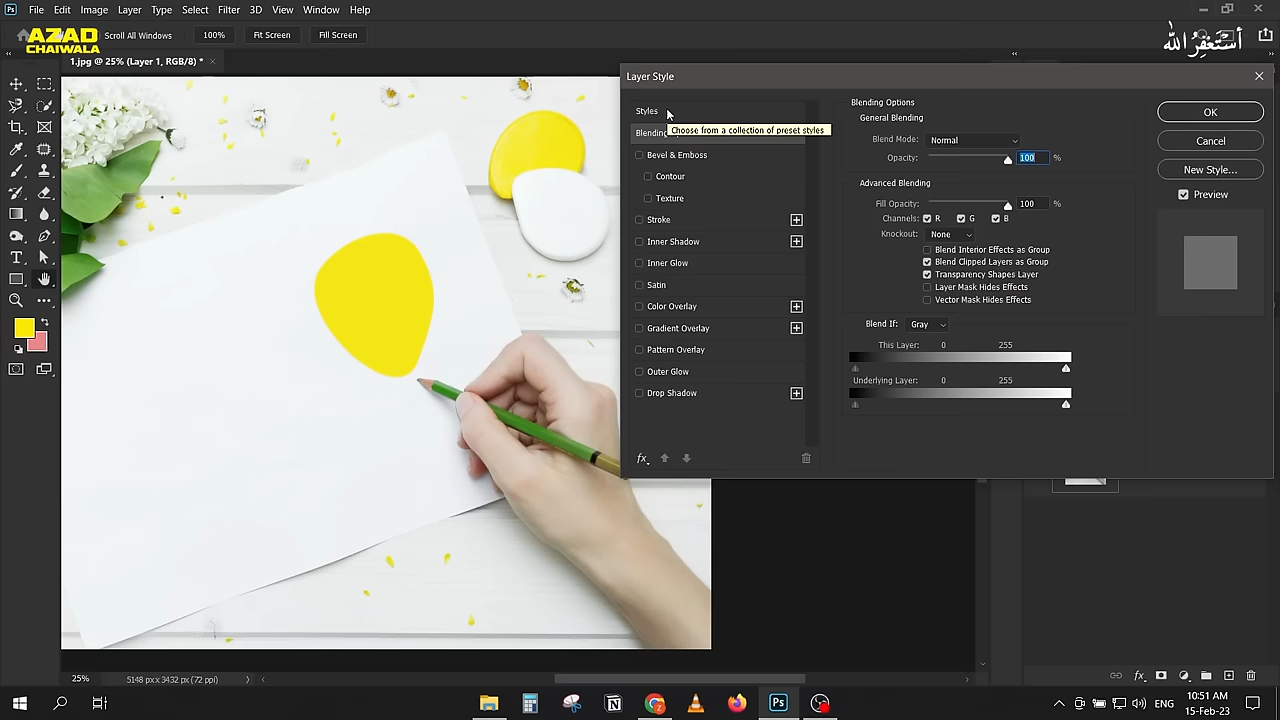 Ps File Edit Image Layer Type Select Filter 3D View Window Help
AZAD
CHAIWALA
Scroll All Windows 100% Fit Screen Fill Screen
أستغفر الله
1.jpg @ 25% (Layer 1, RGB/8) *
Layer Style
Styles
Choose from a collection of preset styles
Blending
Bevel & Emboss
Contour
Texture
Stroke
Inner Shadow
Inner Glow
Satin
Color Overlay
Gradient Overlay
Pattern Overlay
Outer Glow
Drop Shadow
fx
Blending Options
General Blending
Blend Mode: Normal
Opacity: 100 %
Advanced Blending
Fill Opacity: 100 %
Channels: R G B
Knockout: None
Blend Interior Effects as Group
Blend Clipped Layers as Group
Transparency Shapes Layer
Layer Mask Hides Effects
Vector Mask Hides Effects
Blend If: Gray
This Layer: 0 255
Underlying Layer: 0 255
OK
Cancel
New Style...
Preview
25% 5148 px x 3432 px (72 ppi)
fx
Ps
ENG
10:51 AM
15-Feb-23